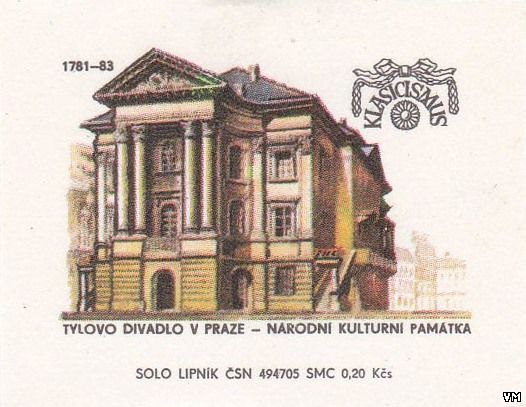 1781–83
KLASICISMUS
TYLOVO DIVADLO V PRAZE – NÁRODNÍ KULTURNÍ PAMÁTKA
SOLO LIPNÍK ČSN 494705 SMC 0,20 Kčs
VM